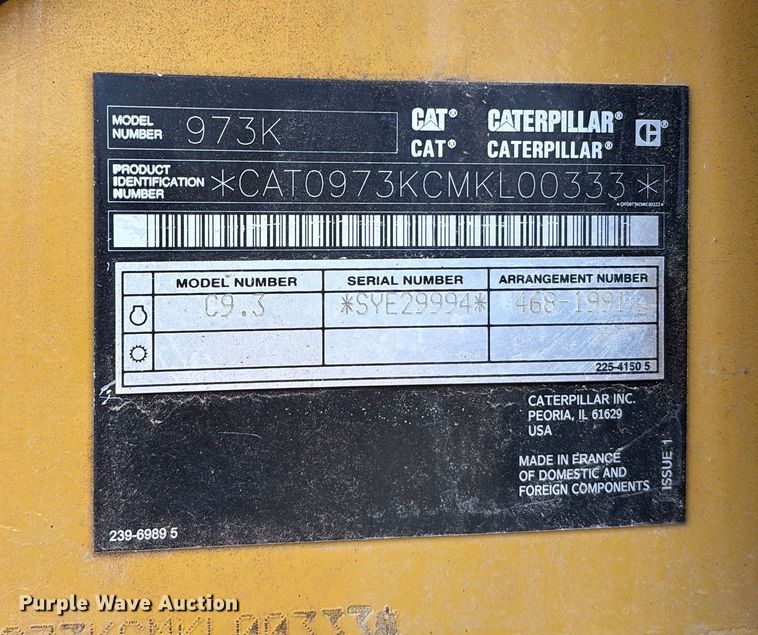 MODEL NUMBER 973K
CAT® CATERPILLAR® C®
CAT® CATERPILLAR®
PRODUCT IDENTIFICATION NUMBER *CAT0973KCMKL00333*
*CAT0973KCMKL00333*
MODEL NUMBER SERIAL NUMBER ARRANGEMENT NUMBER
C9.3 *SYE29994* 468-1991
225-4150 5
CATERPILLAR INC.
PEORIA, IL 61629
USA
MADE IN FRANCE
OF DOMESTIC AND
FOREIGN COMPONENTS
ISSUE 1
239-6989 5
Purple Wave Auction
973KCMKL00333*